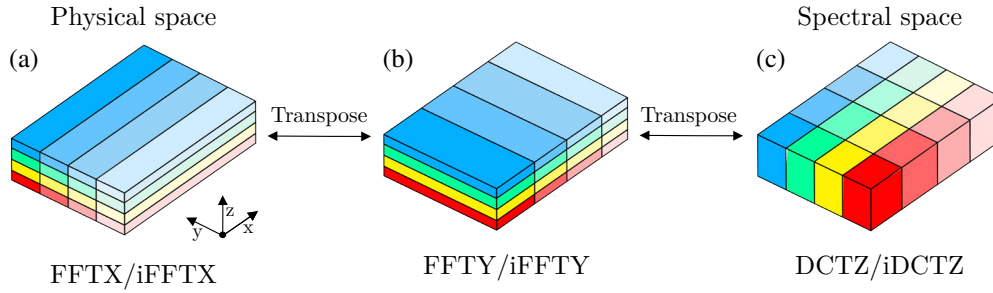 Physical space
Spectral space
(a)
(b)
(c)
Transpose
Transpose
z
y
x
FFTX/iFFTX
FFTY/iFFTY
DCTZ/iDCTZ